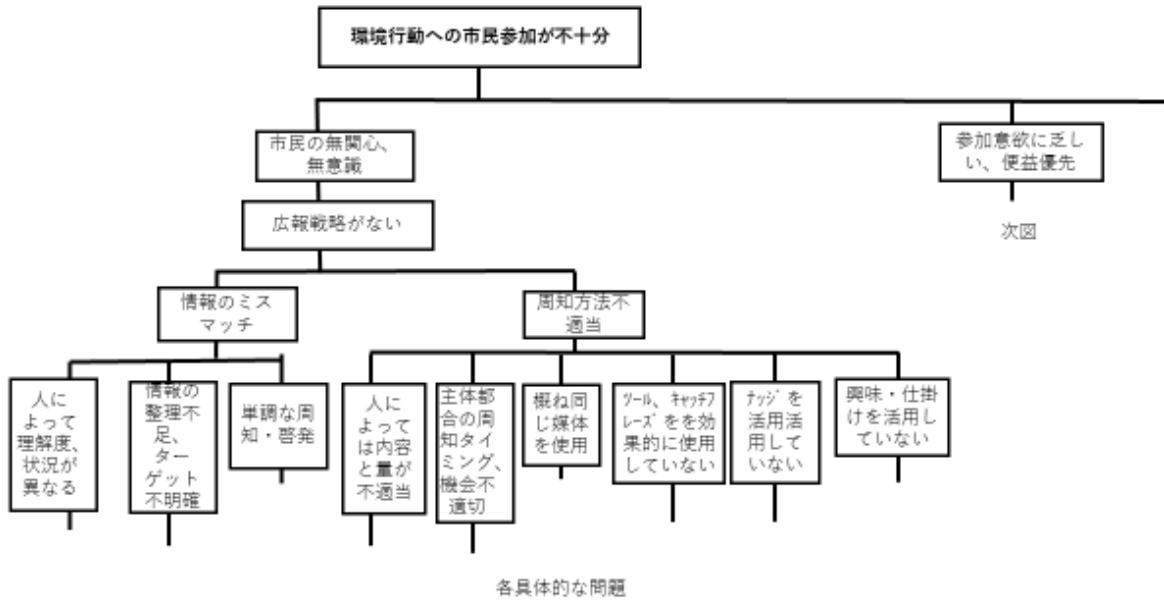 環境行動への市民参加が不十分
市民の無関心、
無意識
参加意欲に乏し
い、便益優先
広報戦略がない
次図
情報のミス
マッチ
周知方法不
適当
人に
よって
理解度、
状況が
異なる
情報の
整理不
足、
ター
ゲット
不明確
単調な周
知・啓発
人に
よって
は内容
と量が
不適当
主体都
合の周
知タイ
ミング、
機会不
適切
概ね同
じ媒体
を使用
ツール、キャッチフ
レーズをを効
果的に使用
していない
ナッジを
活用活
用してい
ない
興味・仕掛
けを活用し
ていない
各具体的な問題